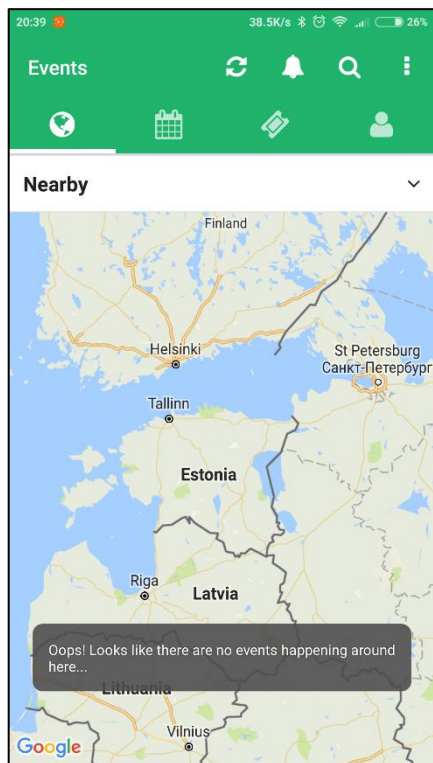 20:39 38.5K/s 26%
Events
Nearby
Finland
Helsinki
St Petersburg
Санкт-Петербург
Tallinn
Estonia
Riga
Latvia
Oops! Looks like there are no events happening around
here...
Lithuania
Vilnius
Google